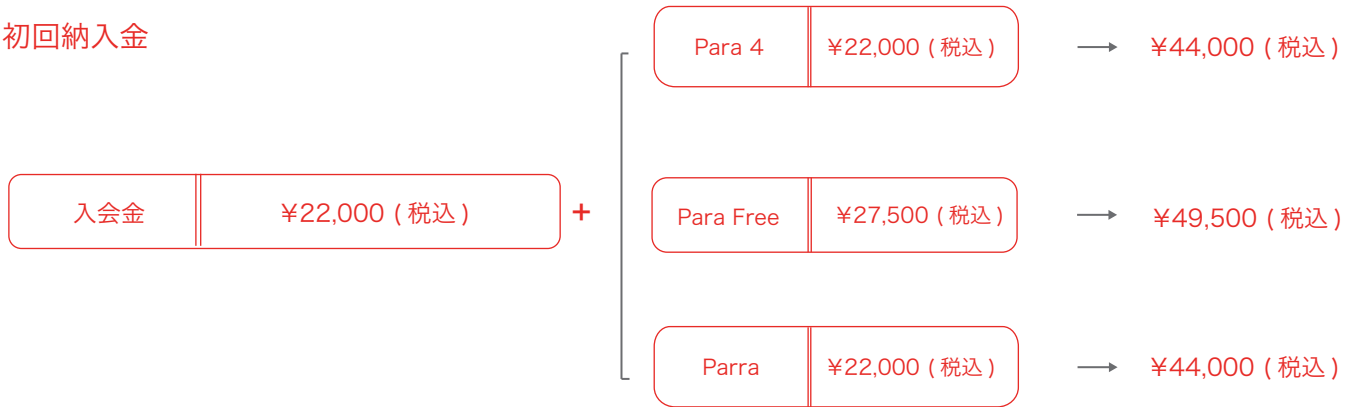 初回納入金
Para 4 ¥22,000 ( 税込 ) → ¥44,000 ( 税込 )
入会金 ¥22,000 ( 税込 ) + Para Free ¥27,500 ( 税込 ) → ¥49,500 ( 税込 )
Parra ¥22,000 ( 税込 ) → ¥44,000 ( 税込 )